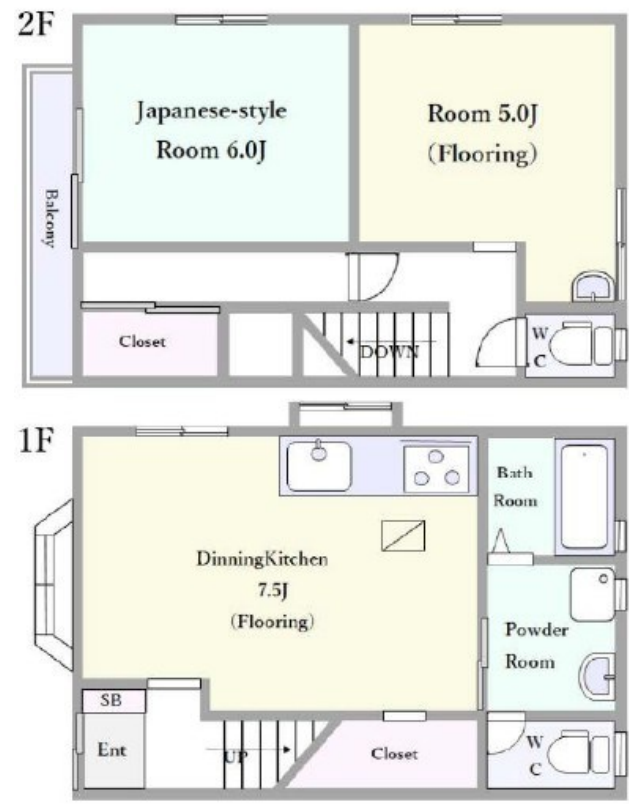 2F
Japanese-style
Room 6.0J
Room 5.0J
(Flooring)
Balcony
Closet
DOWN
W
C
1F
Bath
Room
DinningKitchen
7.5J
(Flooring)
Powder
Room
SB
Ent
UP
Closet
W
C